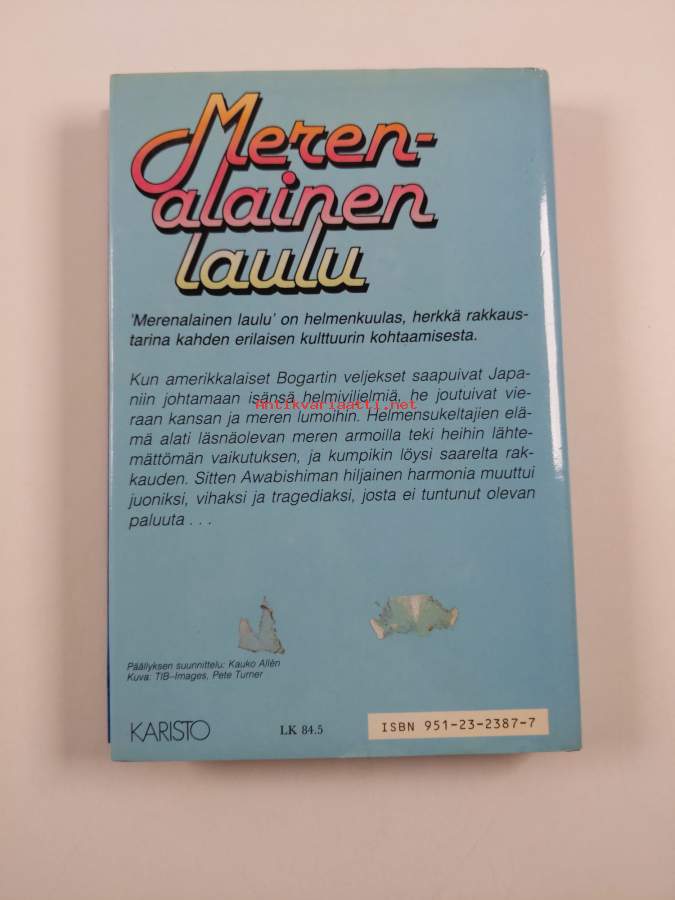 Meren-
alainen
laulu
'Merenalainen laulu' on helmenkuulas, herkkä rakkaus-
tarina kahden erilaisen kulttuurin kohtaamisesta.
Kun amerikkalaiset Bogartin veljekset saapuivat Japa-
niin johtamaan isänsä helmiviljelmiä, he joutuivat vie-
Antikvariaatti.net
raan kansan ja meren lumoihin. Helmensukeltajien elä-
mä alati läsnäolevan meren armoilla teki heihin lähte-
mättömän vaikutuksen, ja kumpikin löysi saarelta rak-
kauden. Sitten Awabishiman hiljainen harmonia muuttui
juoniksi, vihaksi ja tragediaksi, josta ei tuntunut olevan
paluuta . . .
Päällyksen suunnittelu: Kauko Allén
Kuva: TIB–Images, Pete Turner
KARISTO
LK 84.5
ISBN 951-23-2387-7